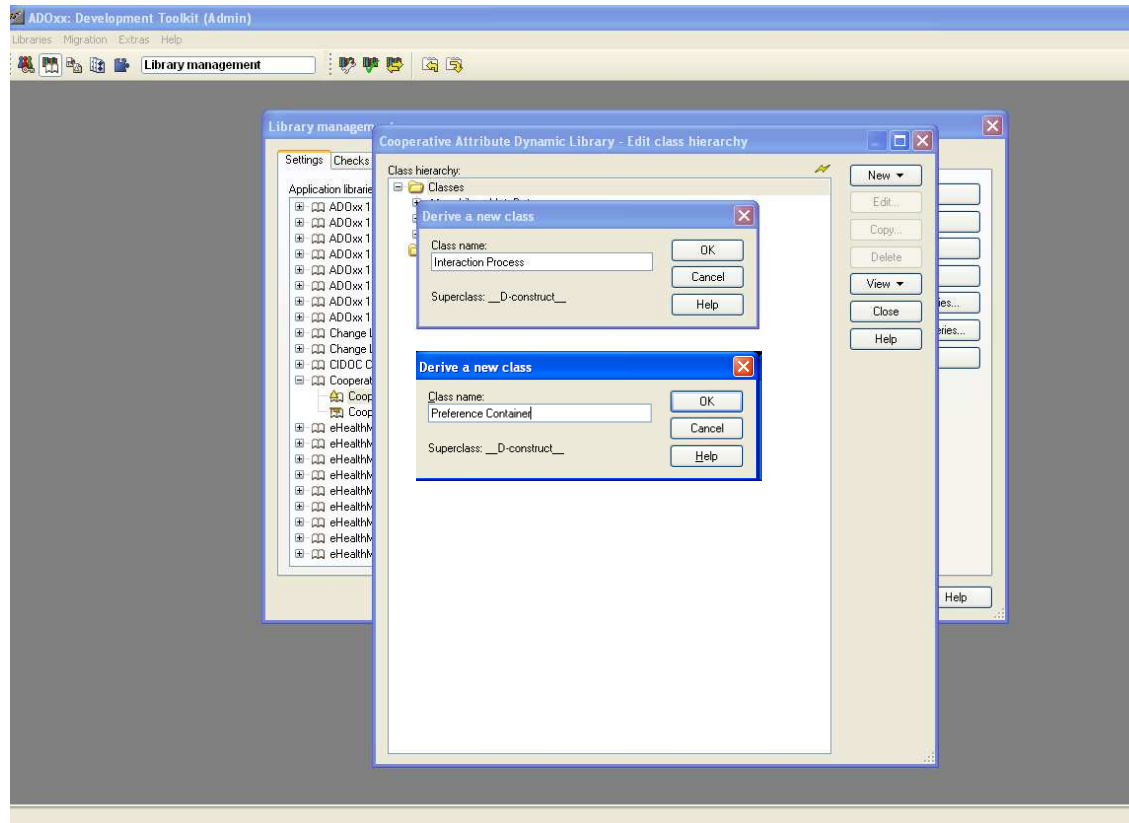 ADOxx: Development Toolkit (Admin)
Libraries Migration Extras Help
Library management
Library managem
Settings Checks
Application librarie
ADOxx 1
ADOxx 1
ADOxx 1
ADOxx 1
ADOxx 1
ADOxx 1
ADOxx 1
ADOxx 1
Change L
Change L
CIDOC C
Cooperat
Coop
Coop
eHealthM
eHealthM
eHealthM
eHealthM
eHealthM
eHealthM
eHealthM
eHealthM
eHealthM
ies...
eries...
Help
Cooperative Attribute Dynamic Library - Edit class hierarchy
Class hierarchy:
Classes
New
Edit...
Copy...
Delete
View
Close
Help
Derive a new class
Class name:
Interaction Process
Superclass: __D-construct__
OK
Cancel
Help
Derive a new class
Class name:
Preference Container
Superclass: __D-construct__
OK
Cancel
Help